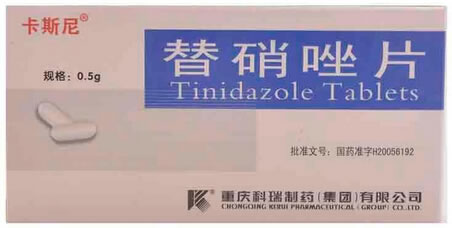 卡斯尼®
替硝唑片
Tinidazole Tablets
规格：0.5g
批准文号：国药准字H20056192
重庆科瑞制药(集团)有限公司
CHONGQING KERUI PHARMACEUTICAL (GROUP) CO.,LTD.